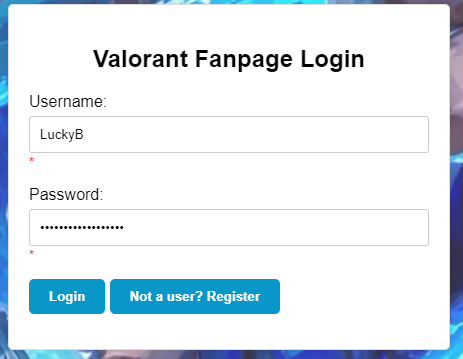 Valorant Fanpage Login
Username:
LuckyB
*
Password:
••••••••••••••••••
*
Login
Not a user? Register